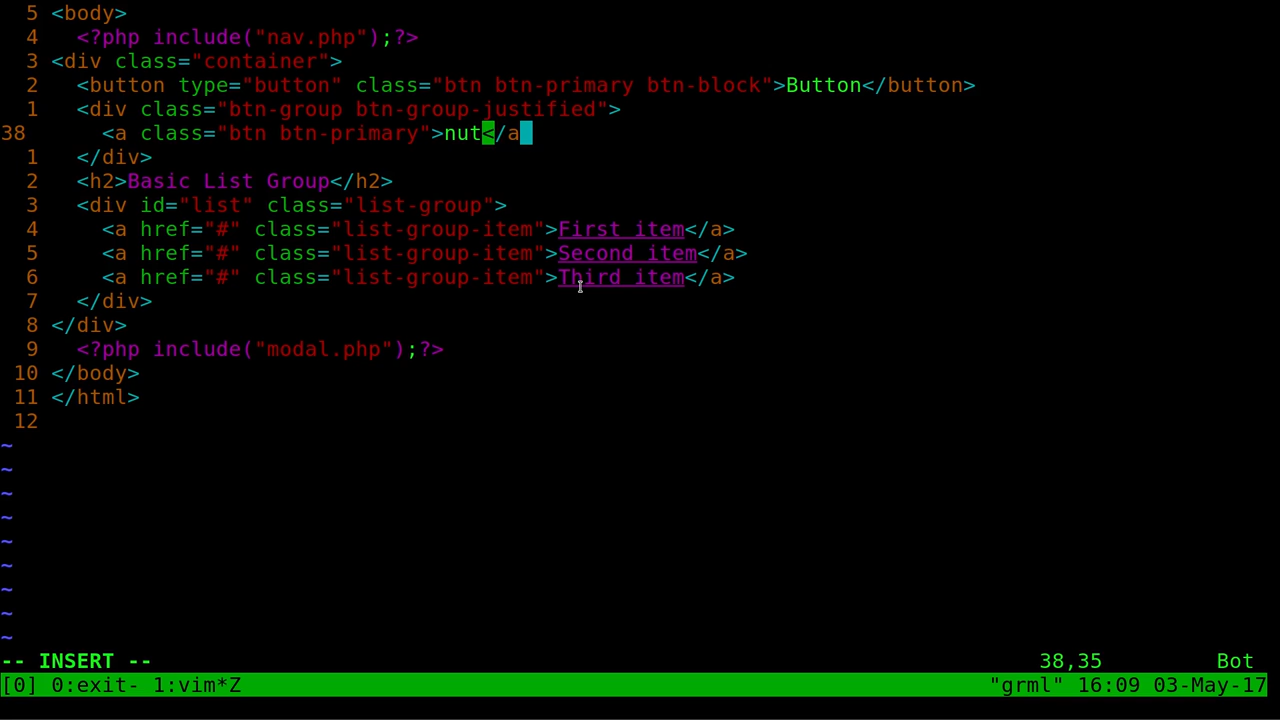 5 <body>
4   <?php include("nav.php");?>
3 <div class="container">
2   <button type="button" class="btn btn-primary btn-block">Button</button>
1   <div class="btn-group btn-group-justified">
38     <a class="btn btn-primary">nut</a
1   </div>
2   <h2>Basic List Group</h2>
3   <div id="list" class="list-group">
4     <a href="#" class="list-group-item">First item</a>
5     <a href="#" class="list-group-item">Second item</a>
6     <a href="#" class="list-group-item">Third item</a>
7   </div>
8 </div>
9   <?php include("modal.php");?>
10 </body>
11 </html>
12
~
~
~
~
~
~
~
~
~
-- INSERT -- 38,35 Bot
[0] 0:exit- 1:vim*Z "grml" 16:09 03-May-17